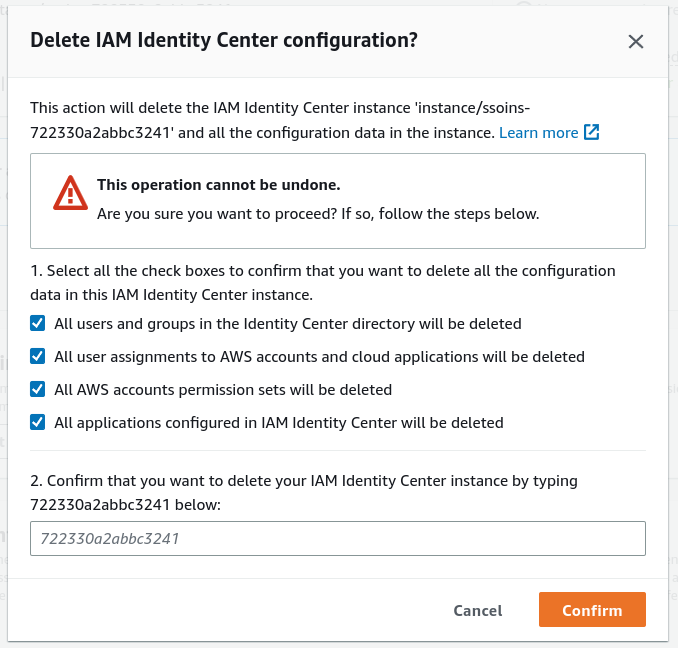 Delete IAM Identity Center configuration?
This action will delete the IAM Identity Center instance 'instance/ssoins-
722330a2abbc3241' and all the configuration data in the instance. Learn more
This operation cannot be undone.
Are you sure you want to proceed? If so, follow the steps below.
1. Select all the check boxes to confirm that you want to delete all the configuration
data in this IAM Identity Center instance.
All users and groups in the Identity Center directory will be deleted
All user assignments to AWS accounts and cloud applications will be deleted
All AWS accounts permission sets will be deleted
All applications configured in IAM Identity Center will be deleted
2. Confirm that you want to delete your IAM Identity Center instance by typing
722330a2abbc3241 below:
722330a2abbc3241
Cancel Confirm